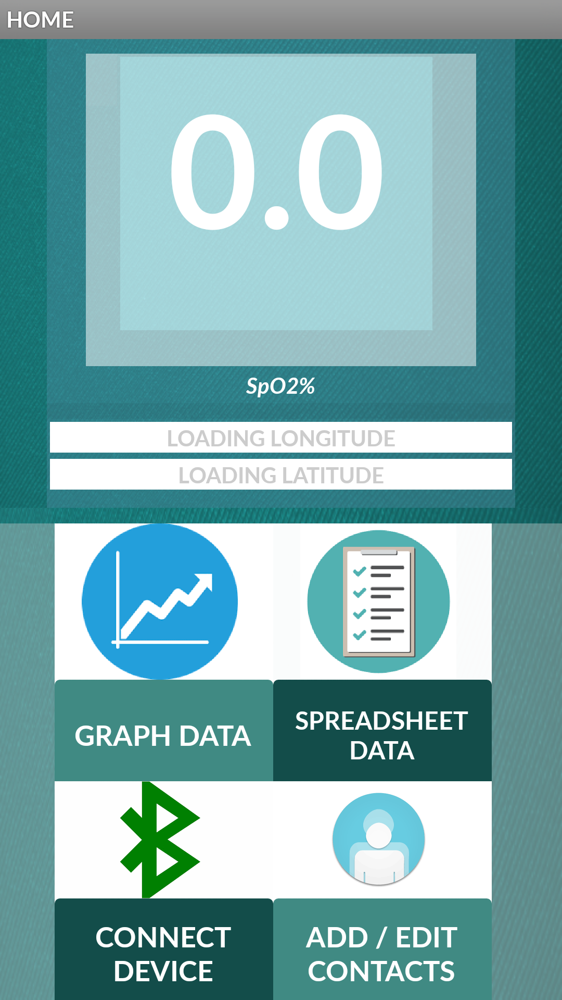 HOME
0.0
SpO2%
LOADING LONGITUDE
LOADING LATITUDE
GRAPH DATA
SPREADSHEET
DATA
CONNECT
DEVICE
ADD / EDIT
CONTACTS